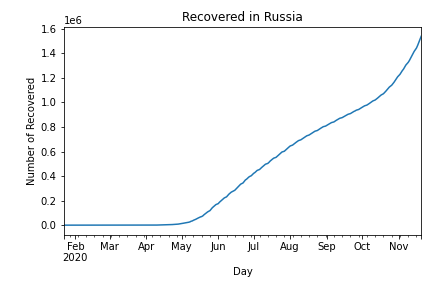 Recovered in Russia
1e6
1.6
1.4
1.2
1.0
0.8
0.6
0.4
0.2
0.0
Number of Recovered
Feb Mar Apr May Jun Jul Aug Sep Oct Nov
2020
Day